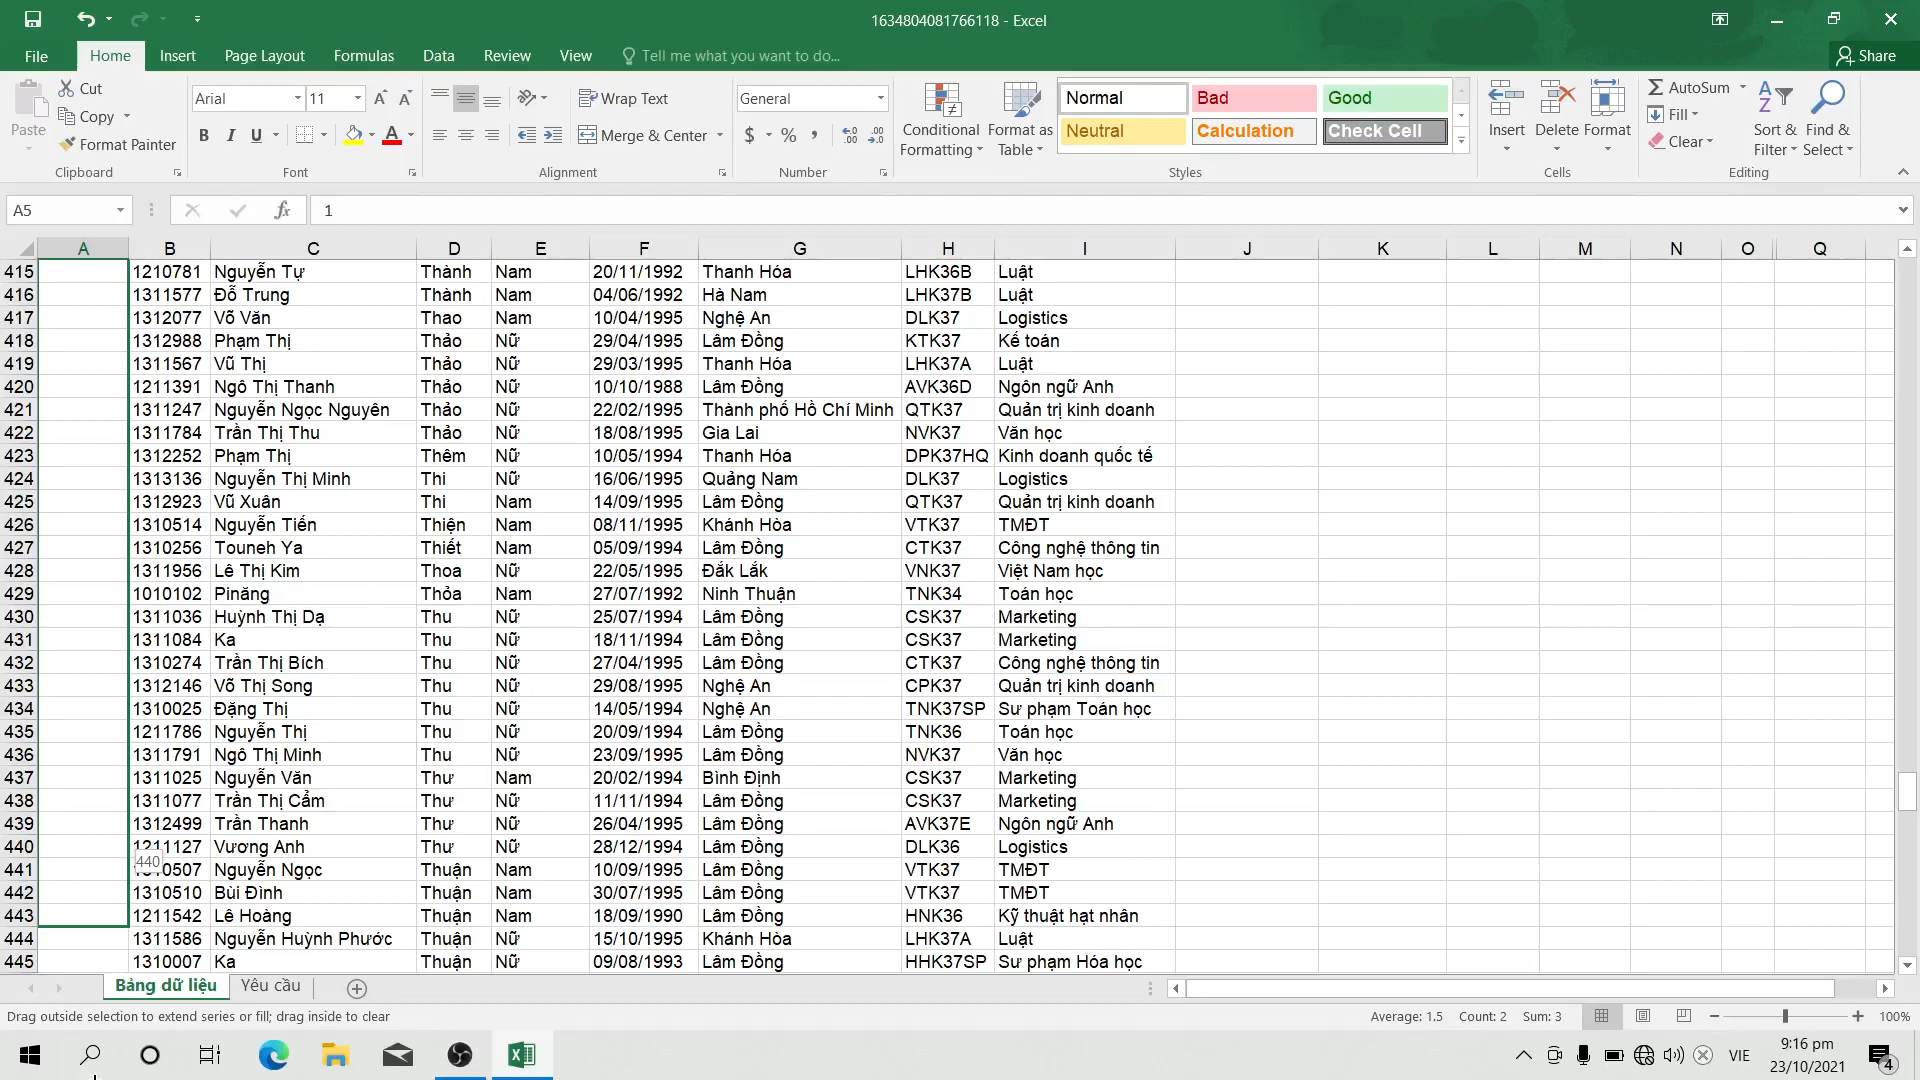 1634804081766118 - Excel
File Home Insert Page Layout Formulas Data Review View Tell me what you want to do... Share
Paste Cut Copy Format Painter Clipboard
Arial 11 B I U A Font
Wrap Text Merge & Center Alignment
General $ % , Number
Conditional Formatting Format as Table
Normal Bad Good
Neutral Calculation Check Cell
Styles
Insert Delete Format Cells
AutoSum Fill Clear Sort & Filter Find & Select Editing
A5 fx 1
A B C D E F G H I J K L M N O Q
415 1210781 Nguyễn Tự Thành Nam 20/11/1992 Thanh Hóa LHK36B Luật
416 1311577 Đỗ Trung Thành Nam 04/06/1992 Hà Nam LHK37B Luật
417 1312077 Võ Văn Thao Nam 10/04/1995 Nghệ An DLK37 Logistics
418 1312988 Phạm Thị Thảo Nữ 29/04/1995 Lâm Đồng KTK37 Kế toán
419 1311567 Vũ Thị Thảo Nữ 29/03/1995 Thanh Hóa LHK37A Luật
420 1211391 Ngô Thị Thanh Thảo Nữ 10/10/1988 Lâm Đồng AVK36D Ngôn ngữ Anh
421 1311247 Nguyễn Ngọc Nguyên Thảo Nữ 22/02/1995 Thành phố Hồ Chí Minh QTK37 Quản trị kinh doanh
422 1311784 Trần Thị Thu Thảo Nữ 18/08/1995 Gia Lai NVK37 Văn học
423 1312252 Phạm Thị Thêm Nữ 10/05/1994 Thanh Hóa DPK37HQ Kinh doanh quốc tế
424 1313136 Nguyễn Thị Minh Thi Nữ 16/06/1995 Quảng Nam DLK37 Logistics
425 1312923 Vũ Xuân Thi Nam 14/09/1995 Lâm Đồng QTK37 Quản trị kinh doanh
426 1310514 Nguyễn Tiến Thiện Nam 08/11/1995 Khánh Hòa VTK37 TMĐT
427 1310256 Touneh Ya Thiết Nam 05/09/1994 Lâm Đồng CTK37 Công nghệ thông tin
428 1311956 Lê Thị Kim Thoa Nữ 22/05/1995 Đắk Lắk VNK37 Việt Nam học
429 1010102 Pinăng Thỏa Nam 27/07/1992 Ninh Thuận TNK34 Toán học
430 1311036 Huỳnh Thị Dạ Thu Nữ 25/07/1994 Lâm Đồng CSK37 Marketing
431 1311084 Ka Thu Nữ 18/11/1994 Lâm Đồng CSK37 Marketing
432 1310274 Trần Thị Bích Thu Nữ 27/04/1995 Lâm Đồng CTK37 Công nghệ thông tin
433 1312146 Võ Thị Song Thu Nữ 29/08/1995 Nghệ An CPK37 Quản trị kinh doanh
434 1310025 Đặng Thị Thu Nữ 14/05/1994 Nghệ An TNK37SP Sư phạm Toán học
435 1211786 Nguyễn Thị Thu Nữ 20/09/1994 Lâm Đồng TNK36 Toán học
436 1311791 Ngô Thị Minh Thu Nữ 23/09/1995 Lâm Đồng NVK37 Văn học
437 1311025 Nguyễn Văn Thư Nam 20/02/1994 Bình Định CSK37 Marketing
438 1311077 Trần Thị Cẩm Thư Nữ 11/11/1994 Lâm Đồng CSK37 Marketing
439 1312499 Trần Thanh Thư Nữ 26/04/1995 Lâm Đồng AVK37E Ngôn ngữ Anh
440 1211127 Vương Anh Thư Nữ 28/12/1994 Lâm Đồng DLK36 Logistics
440
441 1310507 Nguyễn Ngọc Thuận Nam 10/09/1995 Lâm Đồng VTK37 TMĐT
442 1310510 Bùi Đình Thuận Nam 30/07/1995 Lâm Đồng VTK37 TMĐT
443 1211542 Lê Hoàng Thuận Nam 18/09/1990 Lâm Đồng HNK36 Kỹ thuật hạt nhân
444 1311586 Nguyễn Huỳnh Phước Thuận Nữ 15/10/1995 Khánh Hòa LHK37A Luật
445 1310007 Ka Thuận Nữ 09/08/1993 Lâm Đồng HHK37SP Sư phạm Hóa học
Bảng dữ liệu Yêu cầu
Drag outside selection to extend series or fill; drag inside to clear Average: 1.5 Count: 2 Sum: 3 100%
VIE 9:16 pm
23/10/2021 4